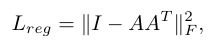 $L_{reg} = \|I - AA^T\|_F^2,$